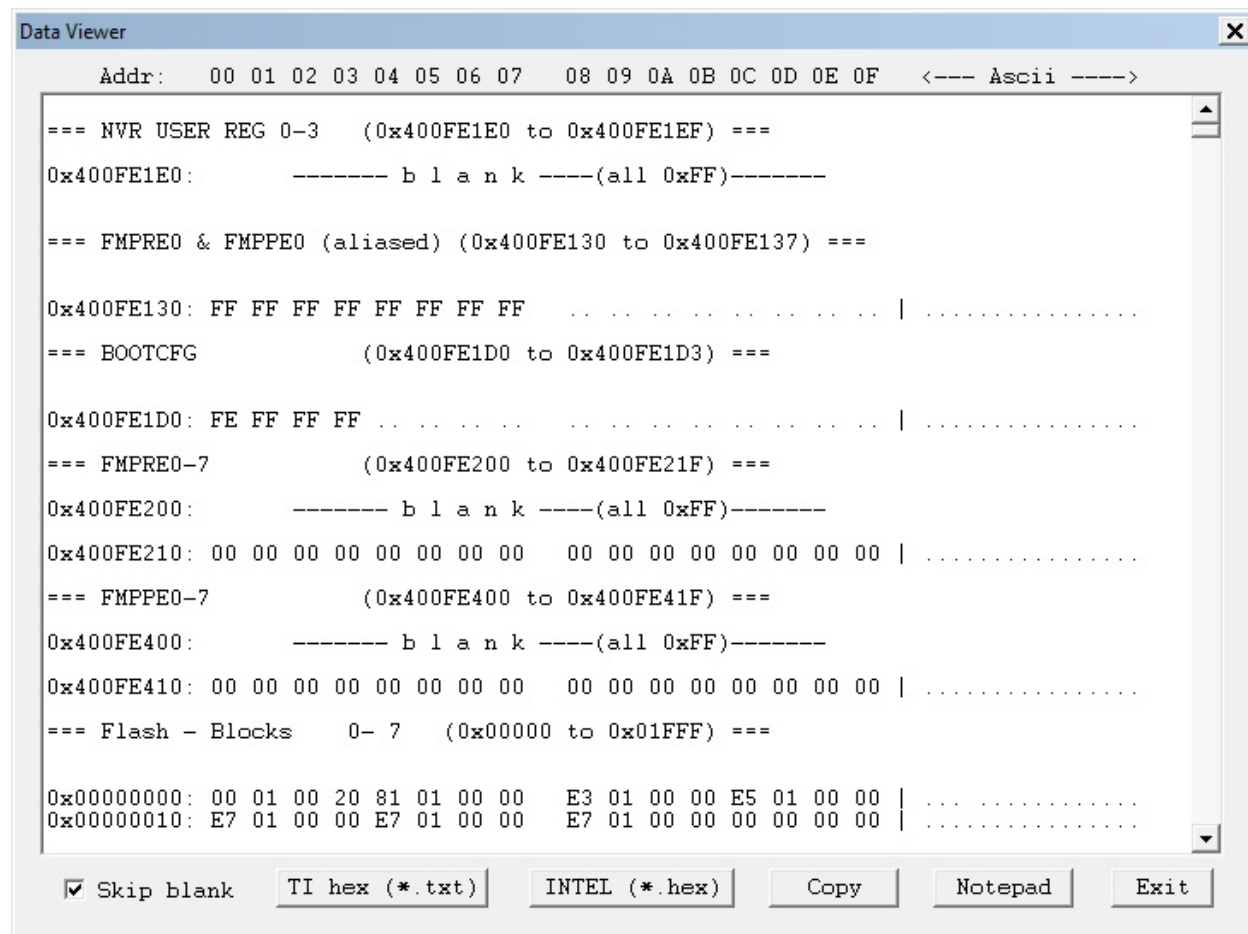 Data Viewer
Addr: 00 01 02 03 04 05 06 07 08 09 0A 0B 0C 0D 0E 0F <--- Ascii ---->
=== NVR USER REG 0-3 (0x400FE1E0 to 0x400FE1EF) ===
0x400FE1E0: ------- b l a n k ----(all 0xFF)-------
=== FMPRE0 & FMPPE0 (aliased) (0x400FE130 to 0x400FE137) ===
0x400FE130: FF FF FF FF FF FF FF FF .. .. .. .. .. .. .. .. | ................
=== BOOTCFG (0x400FE1D0 to 0x400FE1D3) ===
0x400FE1D0: FE FF FF FF .. .. .. .. .. .. .. .. .. .. .. .. | ................
=== FMPRE0-7 (0x400FE200 to 0x400FE21F) ===
0x400FE200: ------- b l a n k ----(all 0xFF)-------
0x400FE210: 00 00 00 00 00 00 00 00 00 00 00 00 00 00 00 00 | ................
=== FMPPE0-7 (0x400FE400 to 0x400FE41F) ===
0x400FE400: ------- b l a n k ----(all 0xFF)-------
0x400FE410: 00 00 00 00 00 00 00 00 00 00 00 00 00 00 00 00 | ................
=== Flash - Blocks 0- 7 (0x00000 to 0x01FFF) ===
0x00000000: 00 01 00 20 81 01 00 00 E3 01 00 00 E5 01 00 00 | ... ............
0x00000010: E7 01 00 00 E7 01 00 00 E7 01 00 00 00 00 00 00 | ................
Skip blank TI hex (*.txt) INTEL (*.hex) Copy Notepad Exit